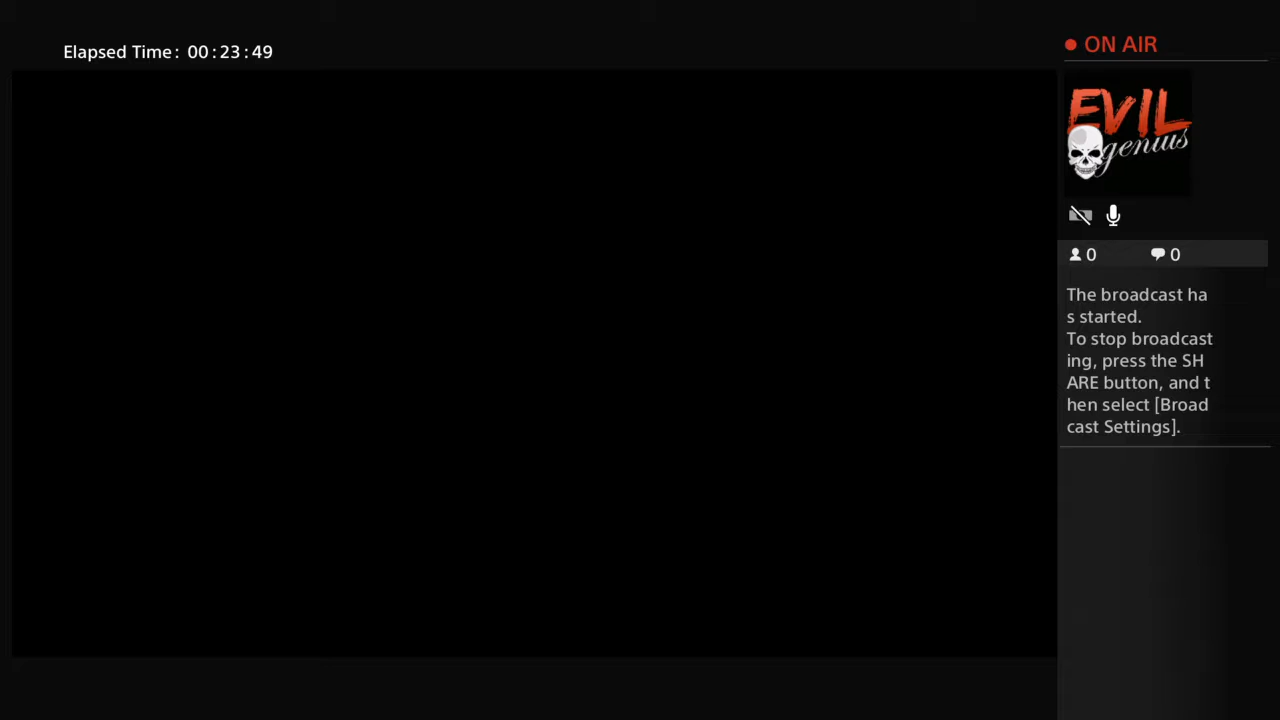 Elapsed Time: 00:23:49
ON AIR
EVIL
genius
0 0
The broadcast ha
s started.
To stop broadcast
ing, press the SH
ARE button, and t
hen select [Broad
cast Settings].